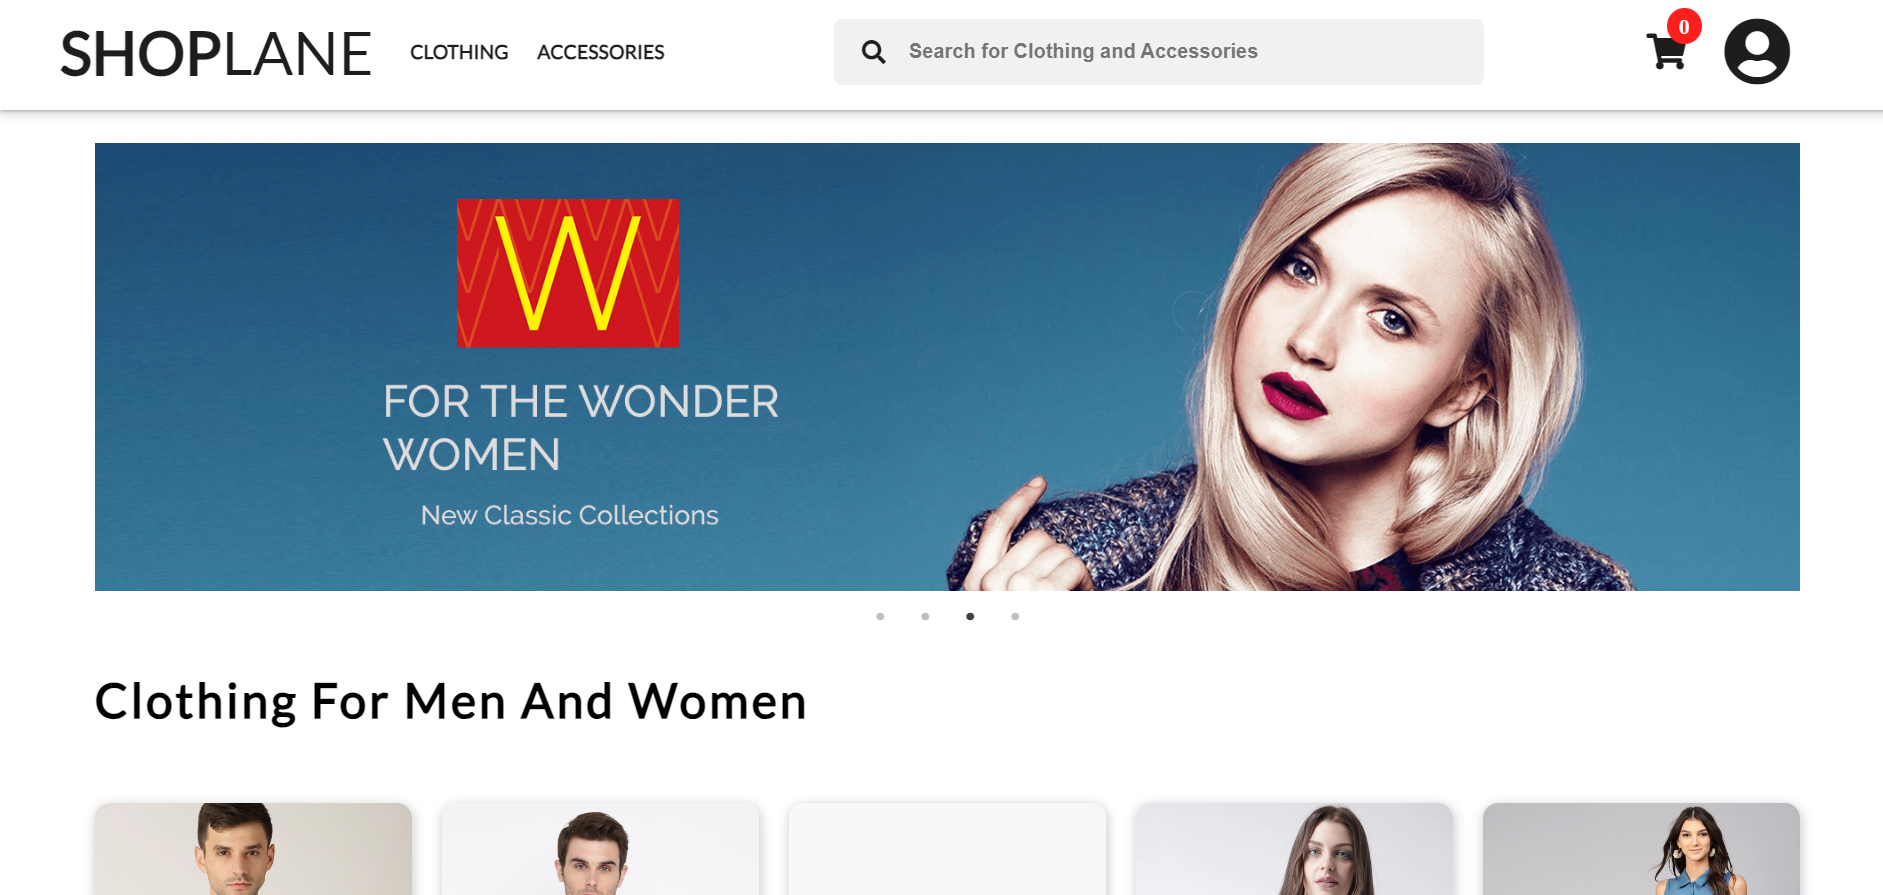 SHOPLANE
CLOTHING
ACCESSORIES
Search for Clothing and Accessories
0
W
FOR THE WONDER
WOMEN
New Classic Collections
Clothing For Men And Women